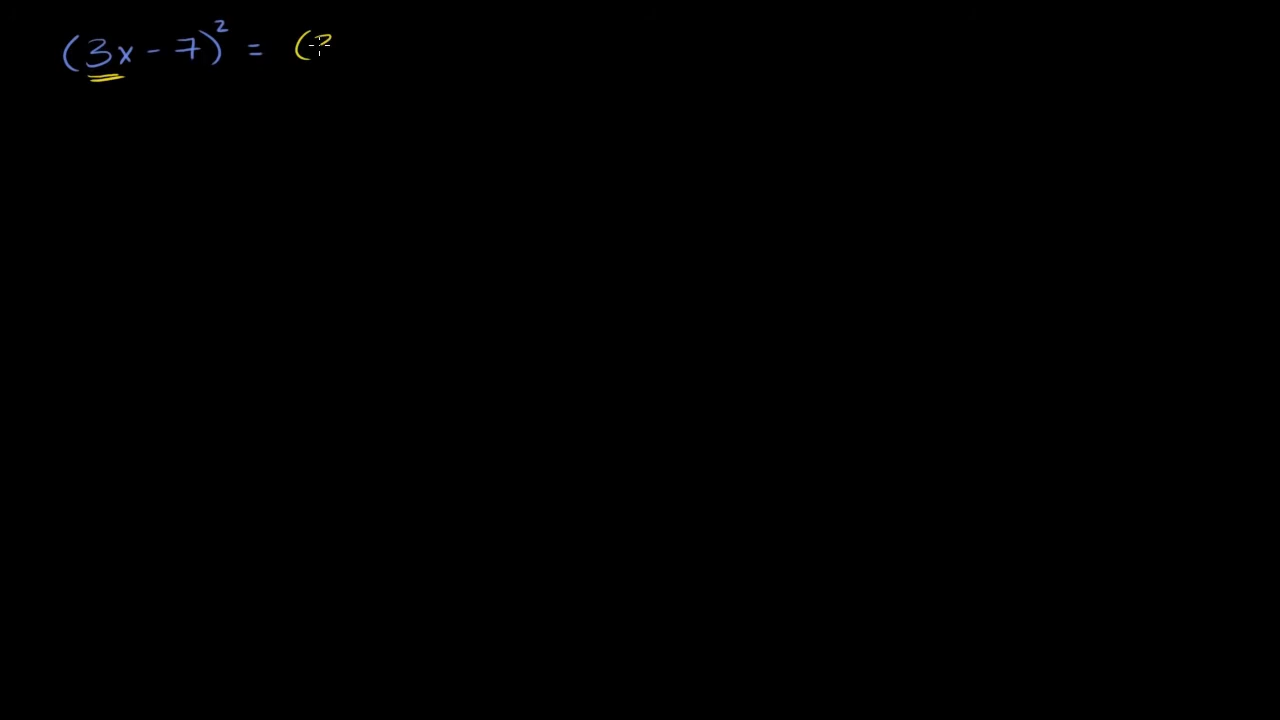 (3x - 7)² = (